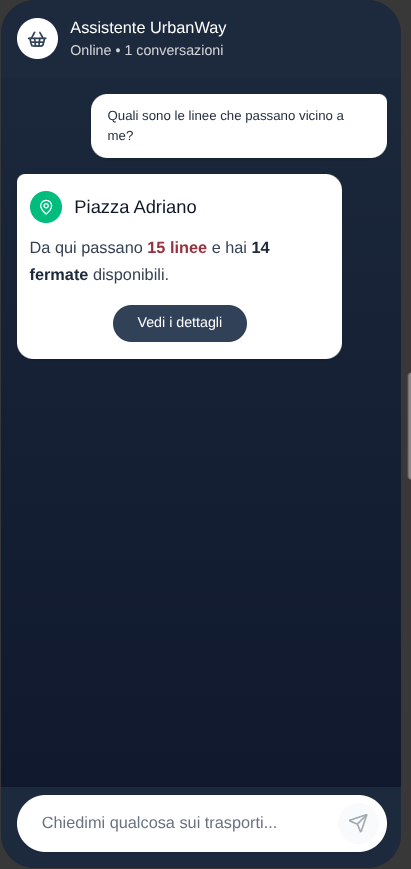 Assistente UrbanWay
Online • 1 conversazioni
Quali sono le linee che passano vicino a
me?
Piazza Adriano
Da qui passano 15 linee e hai 14
fermate disponibili.
Vedi i dettagli
Chiedimi qualcosa sui trasporti...